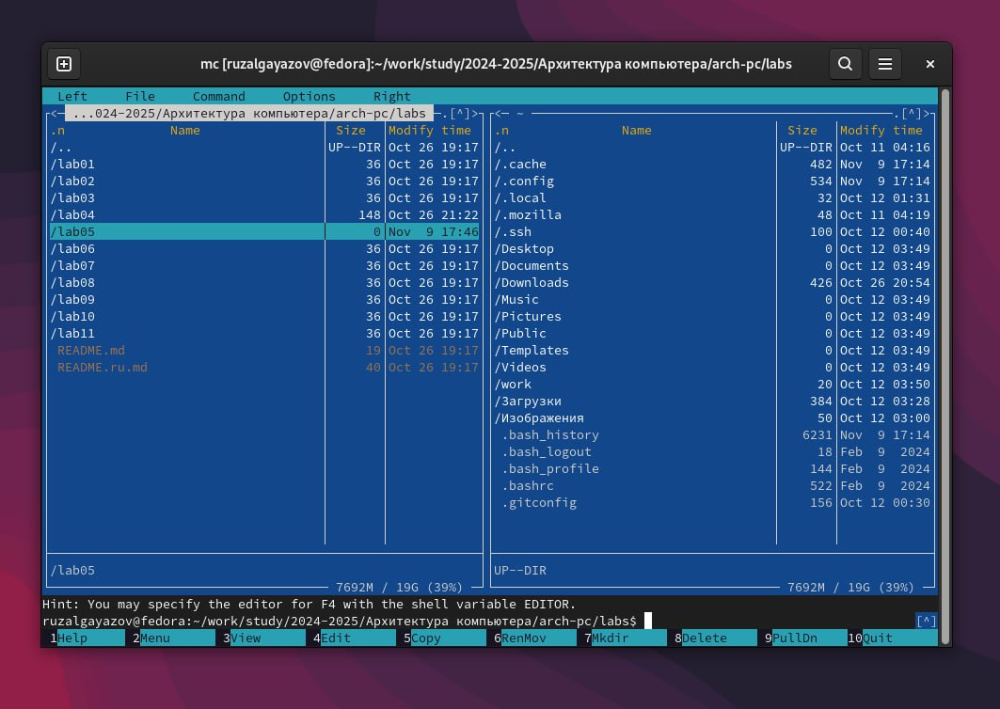 mc [ruzalgayazov@fedora]:~/work/study/2024-2025/Архитектура компьютера/arch-pc/labs
Left File Command Options Right
<─ ...024-2025/Архитектура компьютера/arch-pc/labs ─.[^]>
.n Name Size Modify time
/.. UP--DIR Oct 26 19:17
/lab01 36 Oct 26 19:17
/lab02 36 Oct 26 19:17
/lab03 36 Oct 26 19:17
/lab04 148 Oct 26 21:22
/lab05 0 Nov 9 17:46
/lab06 36 Oct 26 19:17
/lab07 36 Oct 26 19:17
/lab08 36 Oct 26 19:17
/lab09 36 Oct 26 19:17
/lab10 36 Oct 26 19:17
/lab11 36 Oct 26 19:17
README.md 19 Oct 26 19:17
README.ru.md 40 Oct 26 19:17
/lab05
7692M / 19G (39%)
<─ ~ ─.[^]>
.n Name Size Modify time
/.. UP--DIR Oct 11 04:16
/.cache 482 Nov 9 17:14
/.config 534 Nov 9 17:14
/.local 32 Oct 12 01:31
/.mozilla 48 Oct 11 04:19
/.ssh 100 Oct 12 00:40
/Desktop 0 Oct 12 03:49
/Documents 0 Oct 12 03:49
/Downloads 426 Oct 26 20:54
/Music 0 Oct 12 03:49
/Pictures 0 Oct 12 03:49
/Public 0 Oct 12 03:49
/Templates 0 Oct 12 03:49
/Videos 0 Oct 12 03:49
/work 20 Oct 12 03:50
/Загрузки 384 Oct 12 03:28
/Изображения 50 Oct 12 03:00
.bash_history 6231 Nov 9 17:14
.bash_logout 18 Feb 9 2024
.bash_profile 144 Feb 9 2024
.bashrc 522 Feb 9 2024
.gitconfig 156 Oct 12 00:30
UP--DIR
7692M / 19G (39%)
Hint: You may specify the editor for F4 with the shell variable EDITOR.
ruzalgayazov@fedora:~/work/study/2024-2025/Архитектура компьютера/arch-pc/labs$ [^]
1Help 2Menu 3View 4Edit 5Copy 6RenMov 7Mkdir 8Delete 9PullDn 10Quit